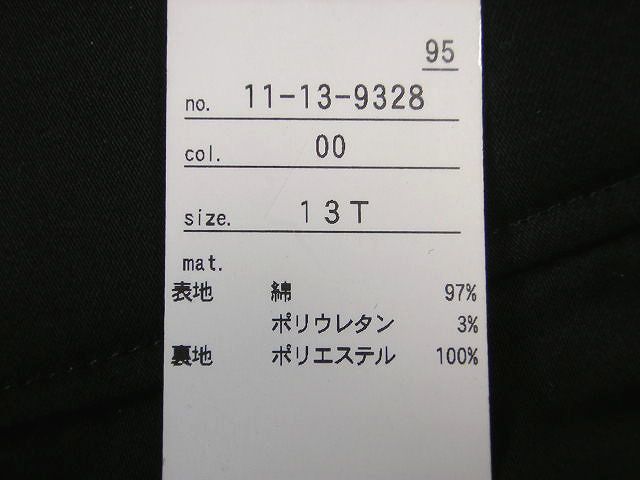 95
no. 11-13-9328
col. 00
size. 13T
mat.
表地 綿 97%
ポリウレタン 3%
裏地 ポリエステル 100%